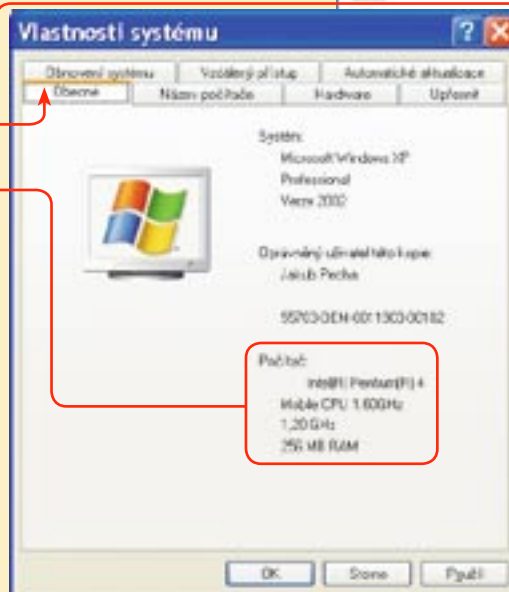 Vlastnosti systému
Obnovení systému Vzdálený přístup Automatické aktualizace
Obecné Název počítače Hardware Upřesnit
Systém:
Microsoft Windows XP
Professional
Verze 2002
Oprávněný uživatel této kopie:
Jakub Pecha
Počítač:
Intel(R) Pentium(R) 4
Mobile CPU 1.60GHz
1,20 GHz
256 MB RAM
OK Storno Použít